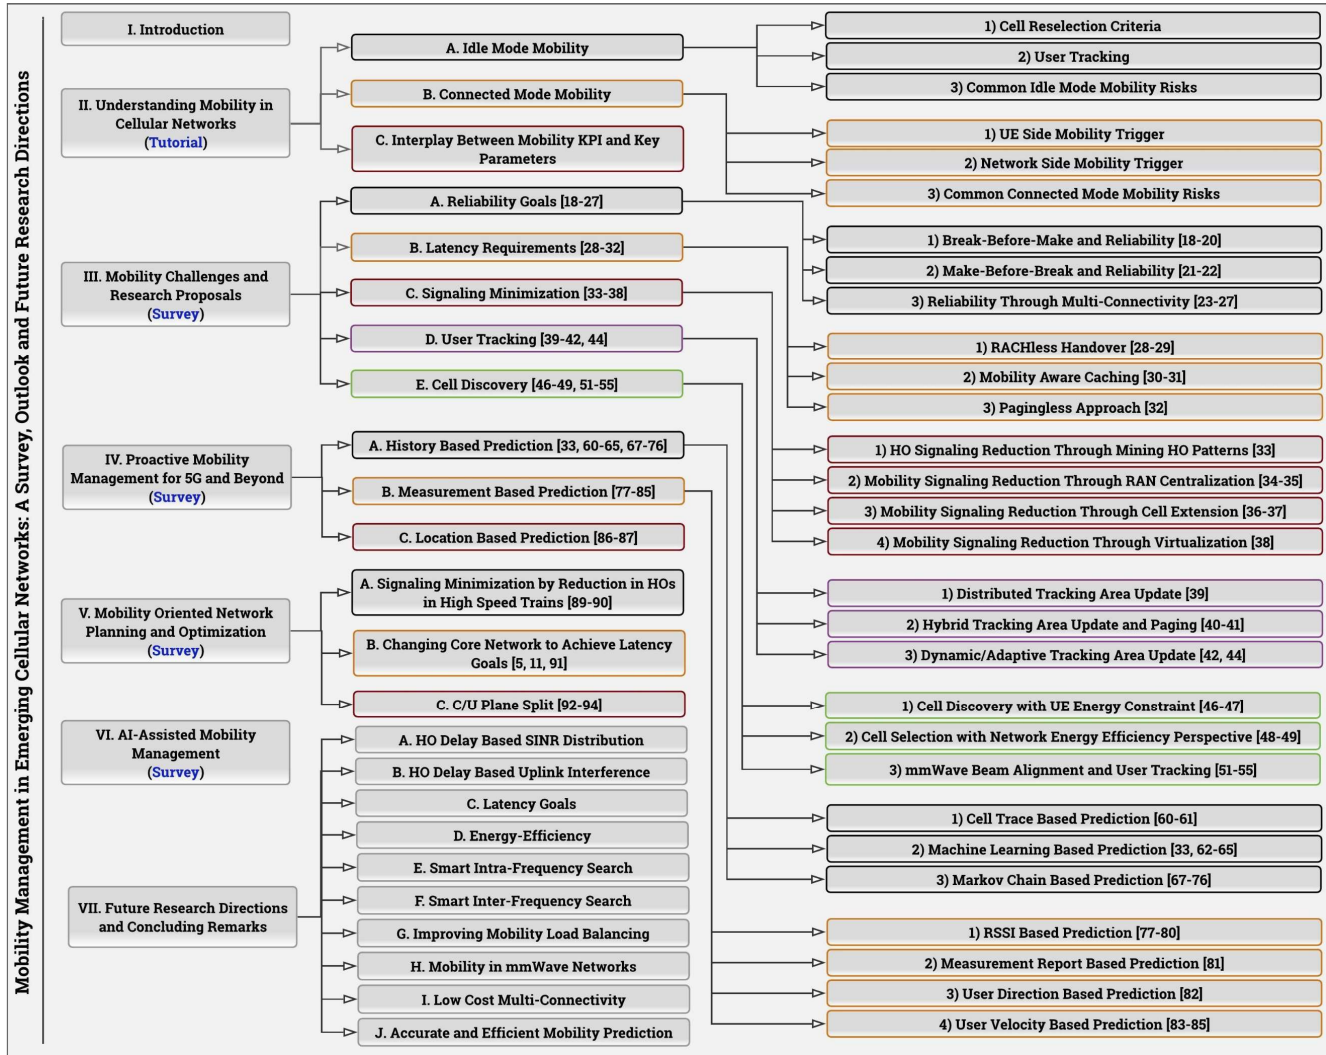 Mobility Management in Emerging Cellular Networks: A Survey, Outlook and Future Research Directions
I. Introduction
II. Understanding Mobility in
Cellular Networks
(Tutorial)
III. Mobility Challenges and
Research Proposals
(Survey)
IV. Proactive Mobility
Management for 5G and Beyond
(Survey)
V. Mobility Oriented Network
Planning and Optimization
(Survey)
VI. AI-Assisted Mobility
Management
(Survey)
VII. Future Research Directions
and Concluding Remarks
A. Idle Mode Mobility
B. Connected Mode Mobility
C. Interplay Between Mobility KPI and Key
Parameters
A. Reliability Goals [18-27]
B. Latency Requirements [28-32]
C. Signaling Minimization [33-38]
D. User Tracking [39-42, 44]
E. Cell Discovery [46-49, 51-55]
A. History Based Prediction [33, 60-65, 67-76]
B. Measurement Based Prediction [77-85]
C. Location Based Prediction [86-87]
A. Signaling Minimization by Reduction in HOs
in High Speed Trains [89-90]
B. Changing Core Network to Achieve Latency
Goals [5, 11, 91]
C. C/U Plane Split [92-94]
A. HO Delay Based SINR Distribution
B. HO Delay Based Uplink Interference
C. Latency Goals
D. Energy-Efficiency
E. Smart Intra-Frequency Search
F. Smart Inter-Frequency Search
G. Improving Mobility Load Balancing
H. Mobility in mmWave Networks
I. Low Cost Multi-Connectivity
J. Accurate and Efficient Mobility Prediction
1) Cell Reselection Criteria
2) User Tracking
3) Common Idle Mode Mobility Risks
1) UE Side Mobility Trigger
2) Network Side Mobility Trigger
3) Common Connected Mode Mobility Risks
1) Break-Before-Make and Reliability [18-20]
2) Make-Before-Break and Reliability [21-22]
3) Reliability Through Multi-Connectivity [23-27]
1) RACHless Handover [28-29]
2) Mobility Aware Caching [30-31]
3) Pagingless Approach [32]
1) HO Signaling Reduction Through Mining HO Patterns [33]
2) Mobility Signaling Reduction Through RAN Centralization [34-35]
3) Mobility Signaling Reduction Through Cell Extension [36-37]
4) Mobility Signaling Reduction Through Virtualization [38]
1) Distributed Tracking Area Update [39]
2) Hybrid Tracking Area Update and Paging [40-41]
3) Dynamic/Adaptive Tracking Area Update [42, 44]
1) Cell Discovery with UE Energy Constraint [46-47]
2) Cell Selection with Network Energy Efficiency Perspective [48-49]
3) mmWave Beam Alignment and User Tracking [51-55]
1) Cell Trace Based Prediction [60-61]
2) Machine Learning Based Prediction [33, 62-65]
3) Markov Chain Based Prediction [67-76]
1) RSSI Based Prediction [77-80]
2) Measurement Report Based Prediction [81]
3) User Direction Based Prediction [82]
4) User Velocity Based Prediction [83-85]